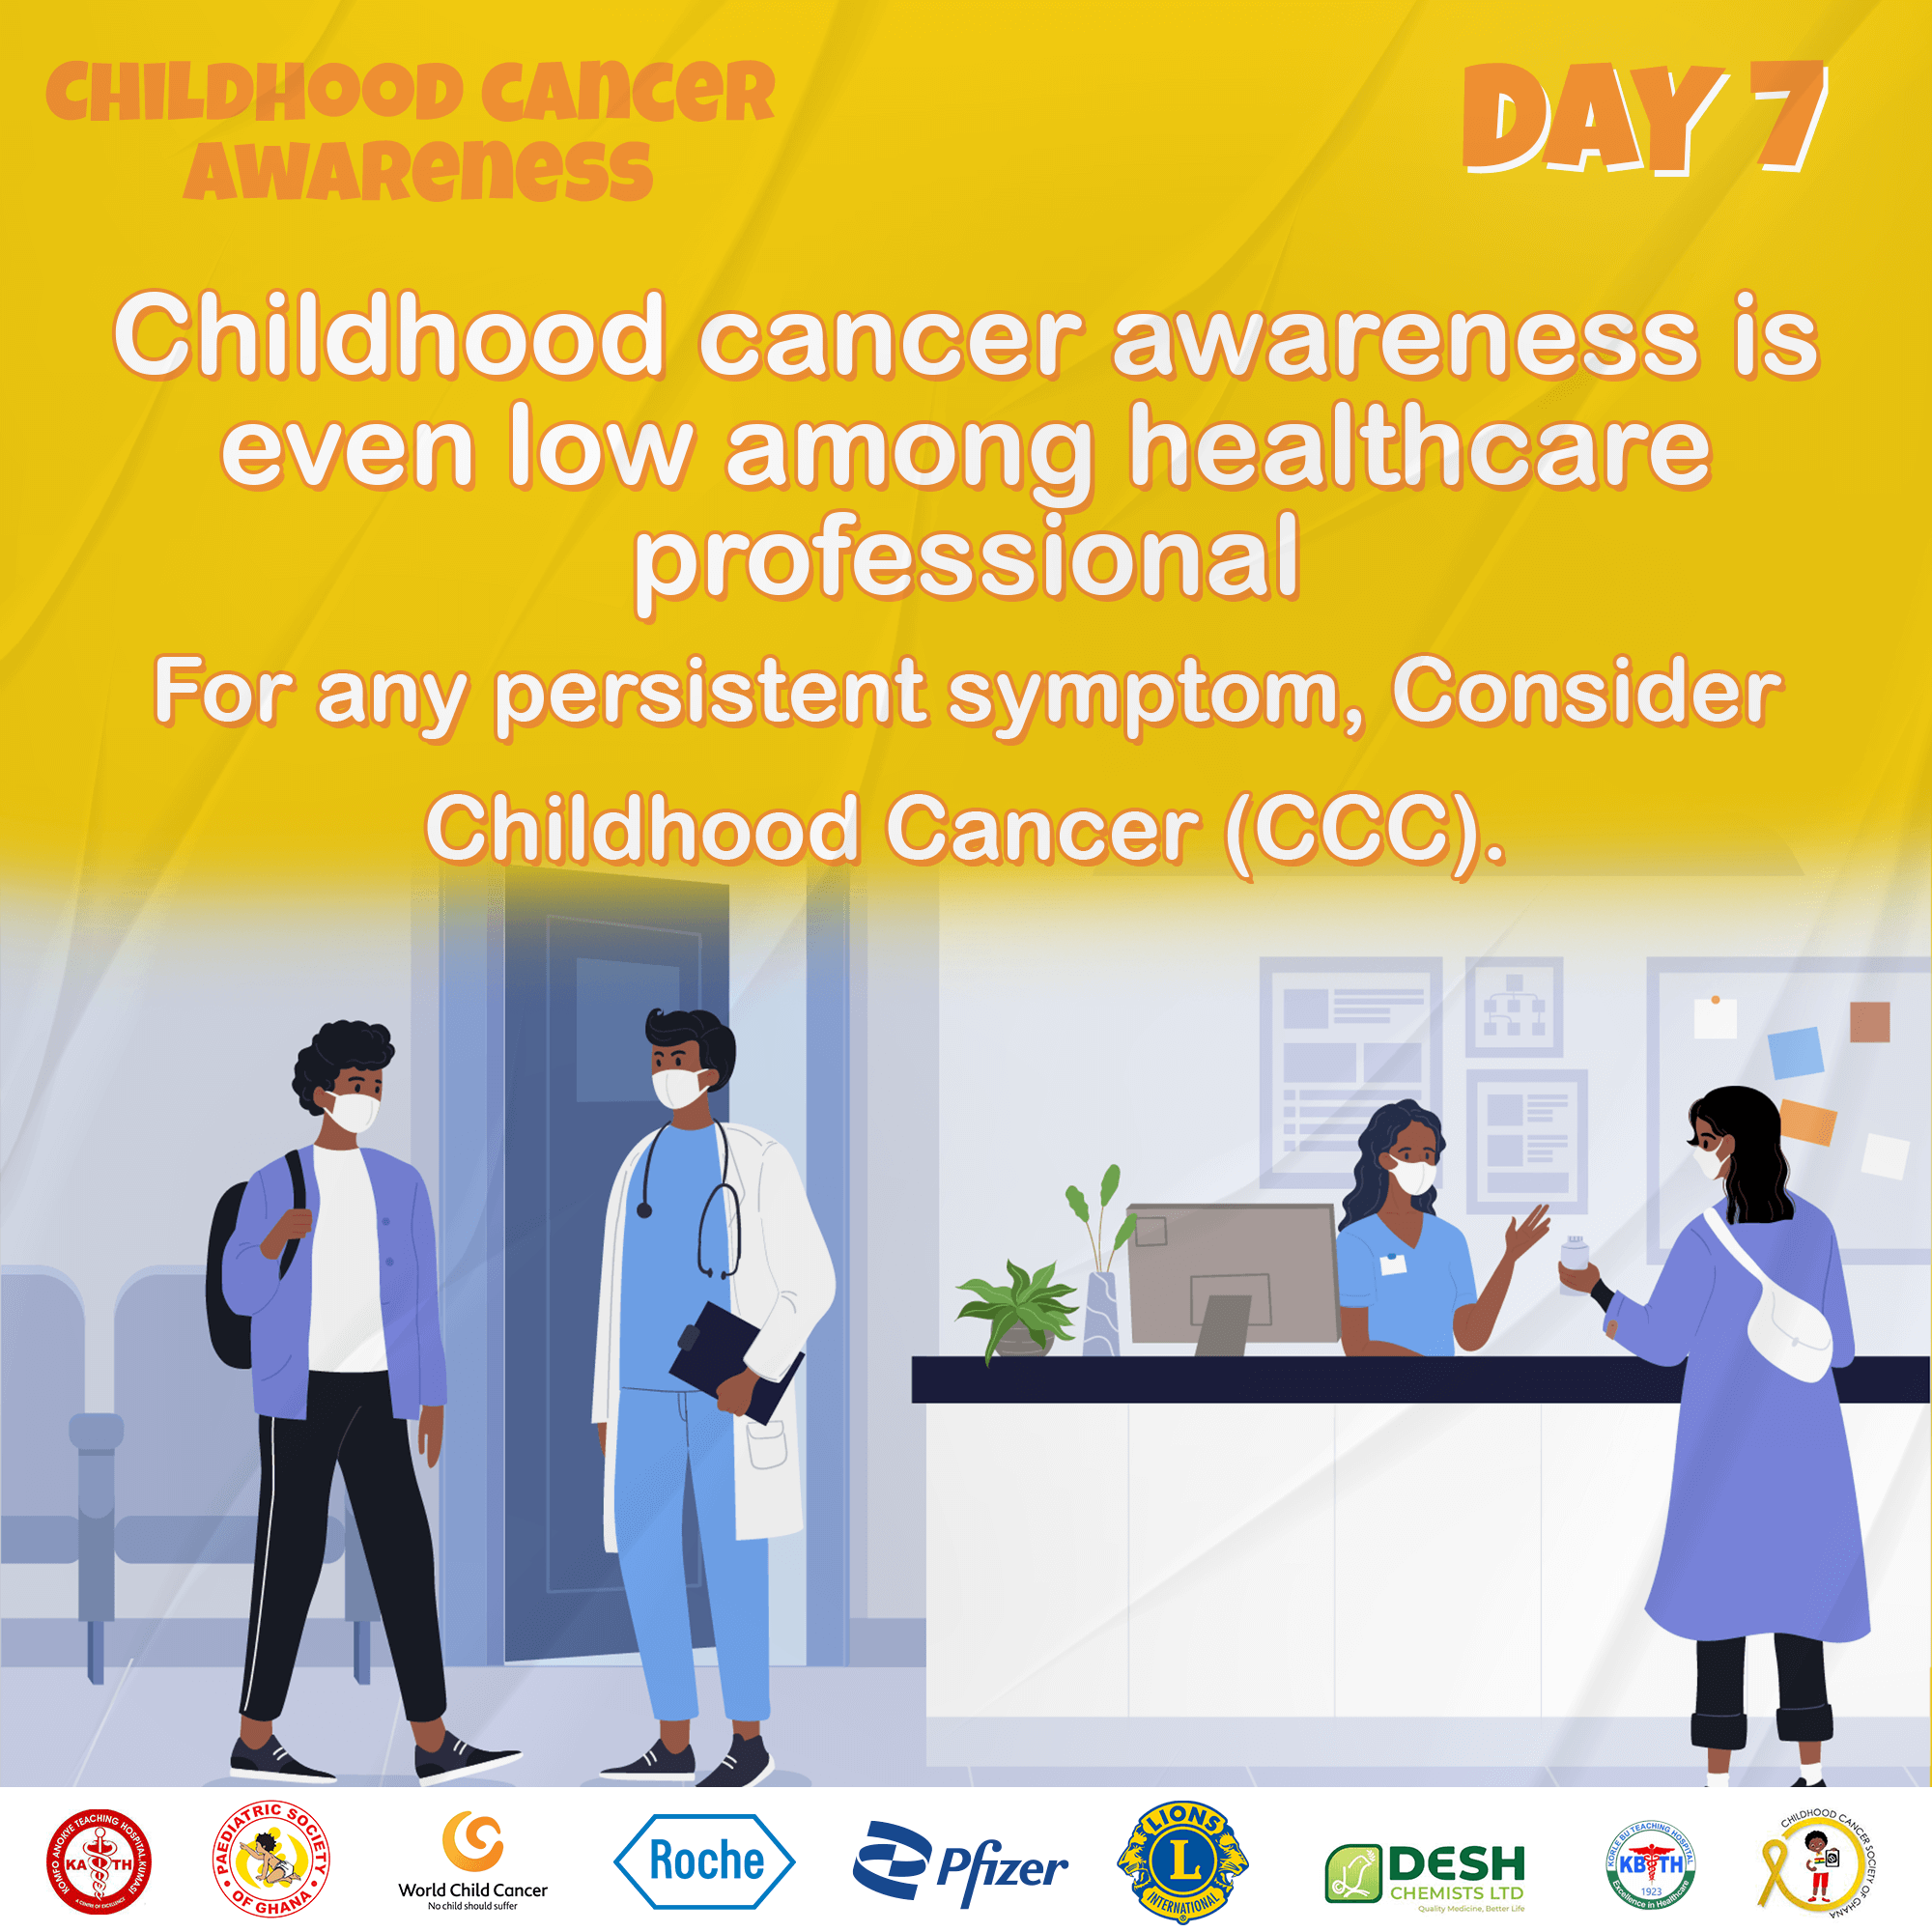 CHILDHOOD CANCER
AWARENESS
DAY 7
Childhood cancer awareness is
even low among healthcare
professional
For any persistent symptom, Consider
Childhood Cancer (CCC).
KOMFO ANOKYE TEACHING HOSPITAL, KUMASI
KATH
A CENTRE OF EXCELLENCE
PAEDIATRIC SOCIETY
OF GHANA
World Child Cancer
No child should suffer
Roche
Pfizer
LIONS
L
INTERNATIONAL
DESH
CHEMISTS LTD
Quality Medicine, Better Life
KORLE BU TEACHING HOSPITAL
KBTH
1923
Excellence in Healthcare
CHILDHOOD CANCER SOCIETY OF GHANA